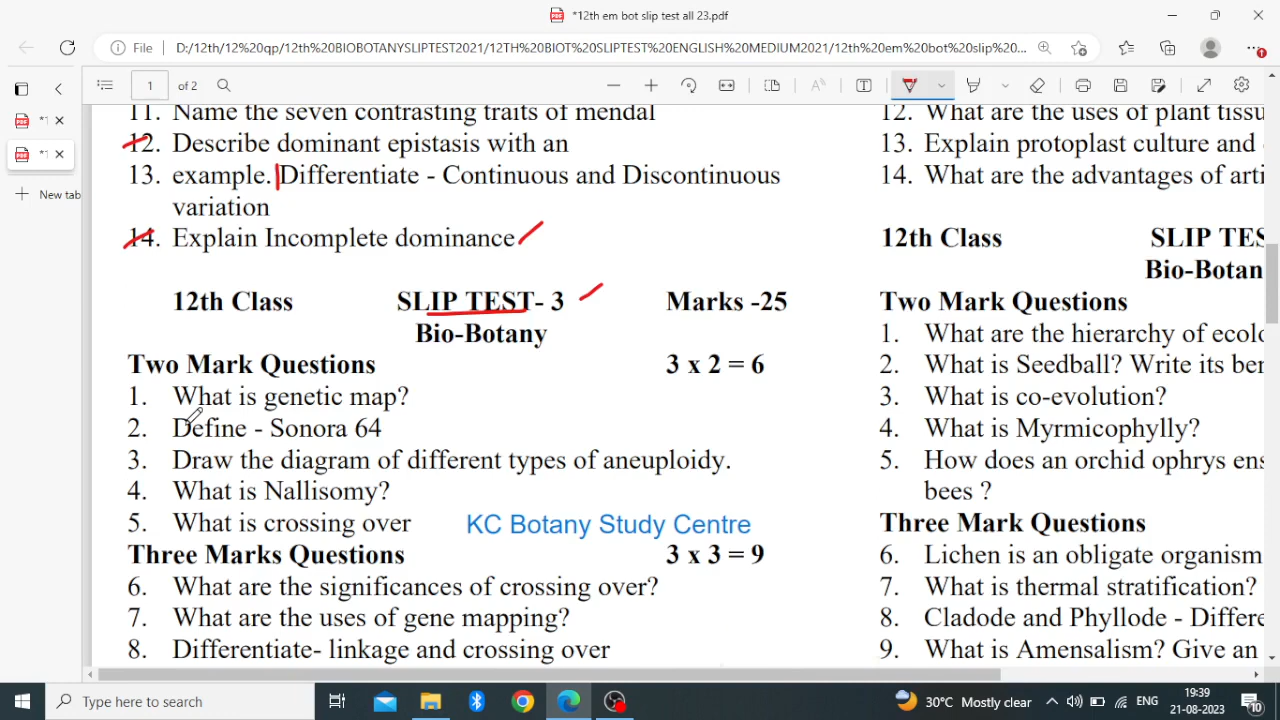 *12th em bot slip test all 23.pdf
File D:/12th/12%20qp/12th%20BIOBOTANYSLIPTEST2021/12TH%20BIOT%20SLIPTEST%20ENGLISH%20MEDIUM2021/12th%20em%20bot%20slip%20...
1 of 2
New tab
11. Name the seven contrasting traits of mendal
12. Describe dominant epistasis with an
13. example. Differentiate - Continuous and Discontinuous
variation
14. Explain Incomplete dominance
12th Class SLIP TEST- 3 Marks -25
Bio-Botany
Two Mark Questions 3 x 2 = 6
1. What is genetic map?
2. Define - Sonora 64
3. Draw the diagram of different types of aneuploidy.
4. What is Nallisomy?
5. What is crossing over
KC Botany Study Centre
Three Marks Questions 3 x 3 = 9
6. What are the significances of crossing over?
7. What are the uses of gene mapping?
8. Differentiate- linkage and crossing over
12. What are the uses of plant tissu
13. Explain protoplast culture and
14. What are the advantages of arti
12th Class SLIP TES
Bio-Botan
Two Mark Questions
1. What are the hierarchy of ecolo
2. What is Seedball? Write its ben
3. What is co-evolution?
4. What is Myrmicophylly?
5. How does an orchid ophrys ens
bees ?
Three Mark Questions
6. Lichen is an obligate organism
7. What is thermal stratification?
8. Cladode and Phyllode - Differe
9. What is Amensalism? Give an
Type here to search
30°C Mostly clear
ENG
19:39
21-08-2023
10